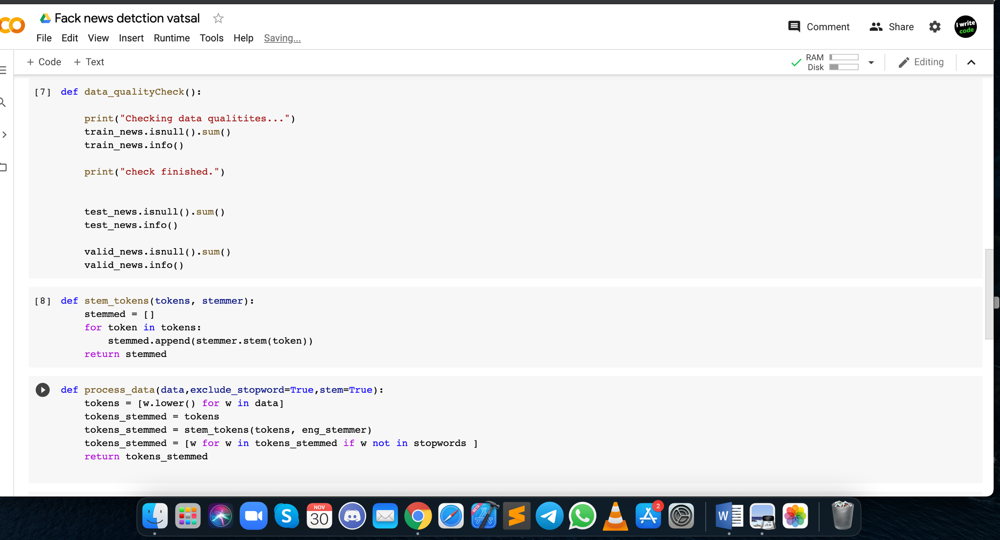 Fack news detction vatsal
File Edit View Insert Runtime Tools Help Saving...
Comment
Share
I write
code
+ Code + Text
RAM
Disk
Editing
[7] def data_qualityCheck():
print("Checking data qualitites...")
train_news.isnull().sum()
train_news.info()
print("check finished.")
test_news.isnull().sum()
test_news.info()
valid_news.isnull().sum()
valid_news.info()
[8] def stem_tokens(tokens, stemmer):
stemmed = []
for token in tokens:
stemmed.append(stemmer.stem(token))
return stemmed
def process_data(data,exclude_stopword=True,stem=True):
tokens = [w.lower() for w in data]
tokens_stemmed = tokens
tokens_stemmed = stem_tokens(tokens, eng_stemmer)
tokens_stemmed = [w for w in tokens_stemmed if w not in stopwords ]
return tokens_stemmed
NOV
30
BETA
2
W